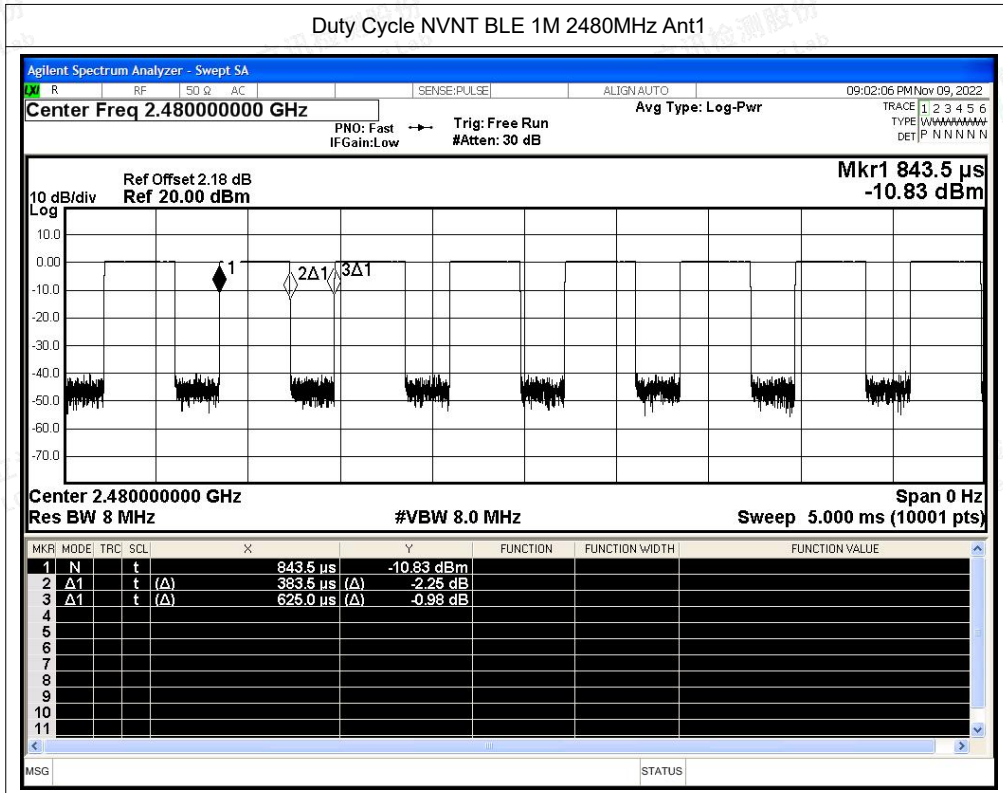 Duty Cycle NVNT BLE 1M 2480MHz Ant1
Agilent Spectrum Analyzer - Swept SA
LXI R RF 50 Ω AC SENSE:PULSE ALIGN AUTO 09:02:06 PM Nov 09, 2022
Center Freq 2.480000000 GHz Avg Type: Log-Pwr TRACE 1 2 3 4 5 6
PNO: Fast Trig: Free Run TYPE WWWWWW
IFGain:Low #Atten: 30 dB DET P N N N N N
Mkr1 843.5 µs
Ref Offset 2.18 dB
10 dB/div Ref 20.00 dBm -10.83 dBm
Log
10.0
0.00
-10.0
-20.0
-30.0
-40.0
-50.0
-60.0
-70.0
1 2Δ1 3Δ1
Center 2.480000000 GHz Span 0 Hz
Res BW 8 MHz #VBW 8.0 MHz Sweep 5.000 ms (10001 pts)
MKR MODE TRC SCL X Y FUNCTION FUNCTION WIDTH FUNCTION VALUE
1 N t 843.5 µs -10.83 dBm
2 Δ1 t (Δ) 383.5 µs (Δ) -2.25 dB
3 Δ1 t (Δ) 625.0 µs (Δ) -0.98 dB
4
5
6
7
8
9
10
11
MSG STATUS